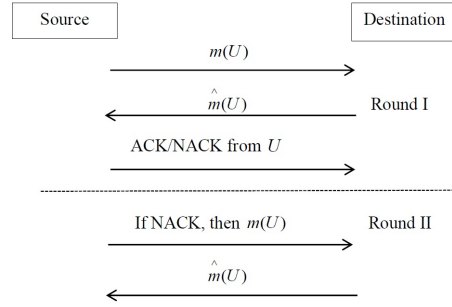 Source
Destination
m(U)
m̂(U)
Round I
ACK/NACK from U
If NACK, then m(U)
Round II
m̂(U)